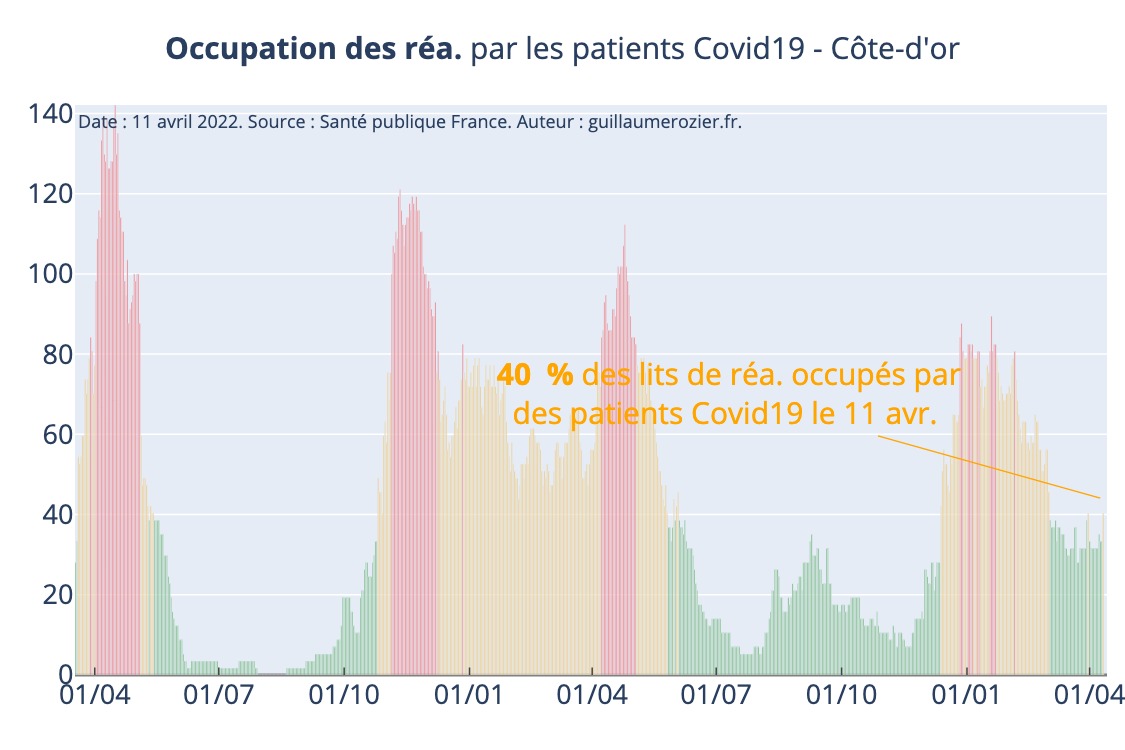 Occupation des réa. par les patients Covid19 - Côte-d'or
140
Date : 11 avril 2022. Source : Santé publique France. Auteur : guillaumerozier.fr.
120
100
80
40  % des lits de réa. occupés par
des patients Covid19 le 11 avr.
60
40
20
0
01/04 01/07 01/10 01/01 01/04 01/07 01/10 01/01 01/04